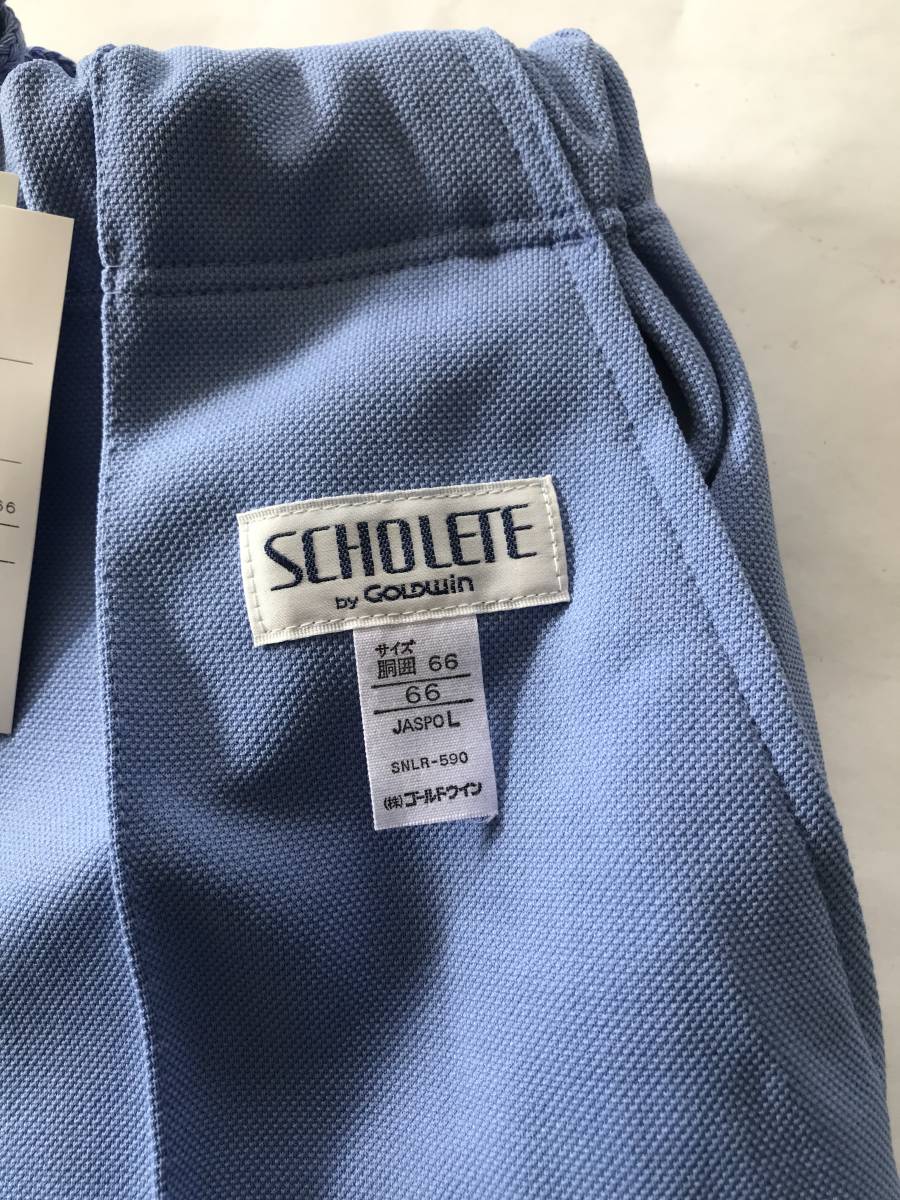 66
SCHOLETE
by GOLDWIN
サイズ
胴囲 66
66
JASPO L
SNLR-590
(株)ゴールドウイン